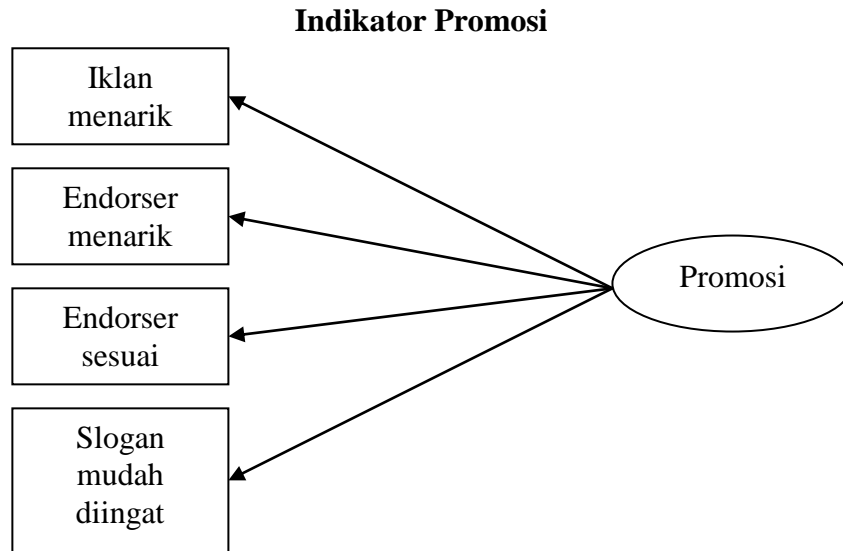 Indikator Promosi
Iklan
menarik
Endorser
menarik
Endorser
sesuai
Slogan
mudah
diingat
Promosi